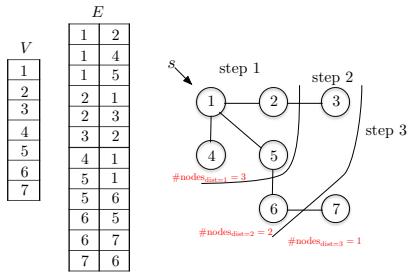 V
1
2
3
4
5
6
7
E
1 2
1 4
1 5
2 1
2 3
3 2
4 1
5 1
5 6
6 5
6 7
7 6
s
step 1
step 2
step 3
1 2 3
4 5
#nodes_dist=1 = 3
6 7
#nodes_dist=2 = 2
#nodes_dist=3 = 1